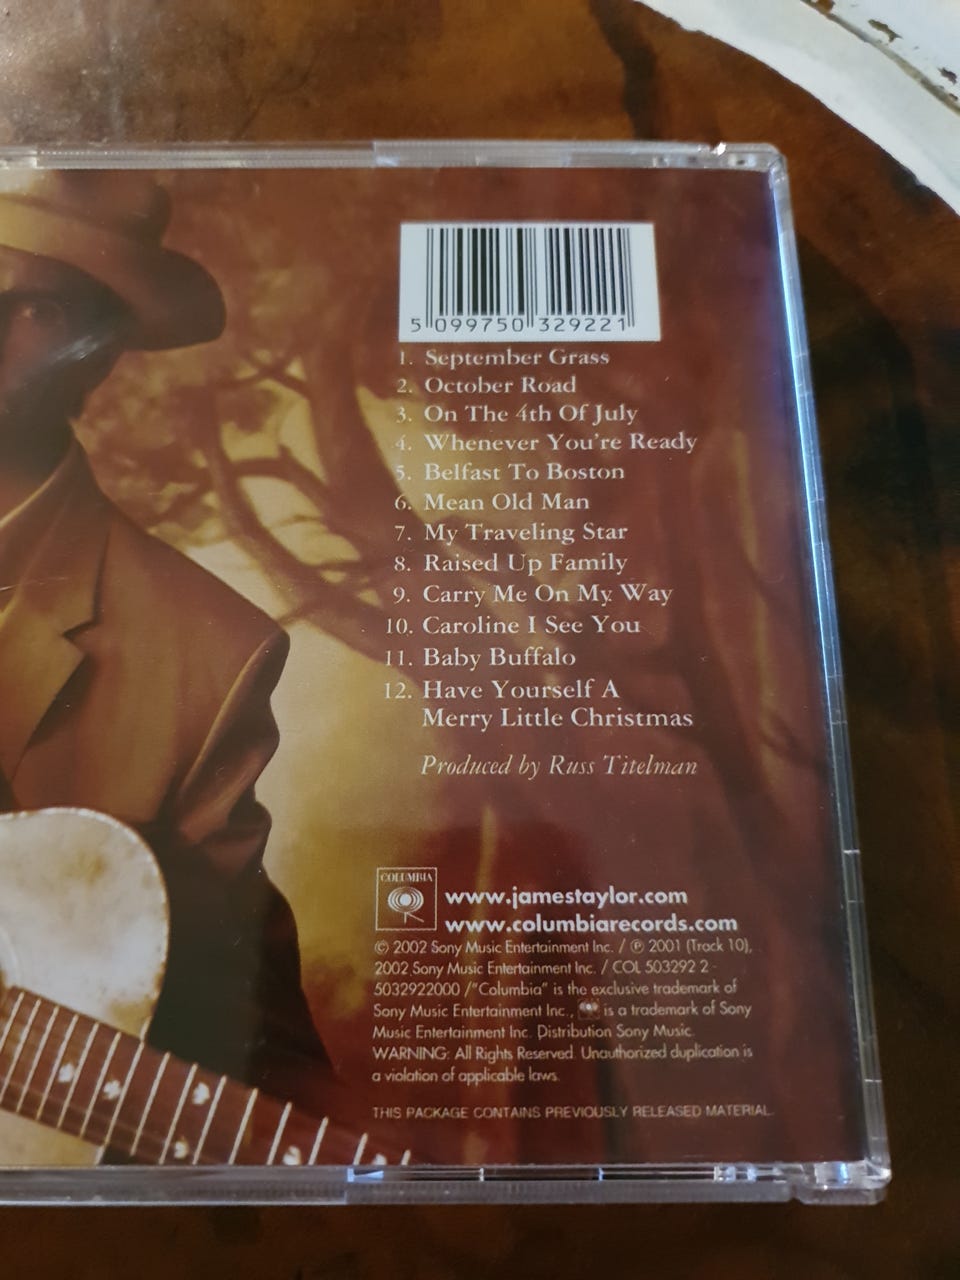 5 099750 329221
1. September Grass
2. October Road
3. On The 4th Of July
4. Whenever You're Ready
5. Belfast To Boston
6. Mean Old Man
7. My Traveling Star
8. Raised Up Family
9. Carry Me On My Way
10. Caroline I See You
11. Baby Buffalo
12. Have Yourself A
Merry Little Christmas
Produced by Russ Titelman
COLUMBIA
www.jamestaylor.com
www.columbiarecords.com
© 2002 Sony Music Entertainment Inc. / ℗ 2001 (Track 10),
2002 Sony Music Entertainment Inc. / COL 503292 2 -
5032922000 /"Columbia" is the exclusive trademark of
Sony Music Entertainment Inc., is a trademark of Sony
Music Entertainment Inc. Distribution Sony Music.
WARNING: All Rights Reserved. Unauthorized duplication is
a violation of applicable laws.
THIS PACKAGE CONTAINS PREVIOUSLY RELEASED MATERIAL.